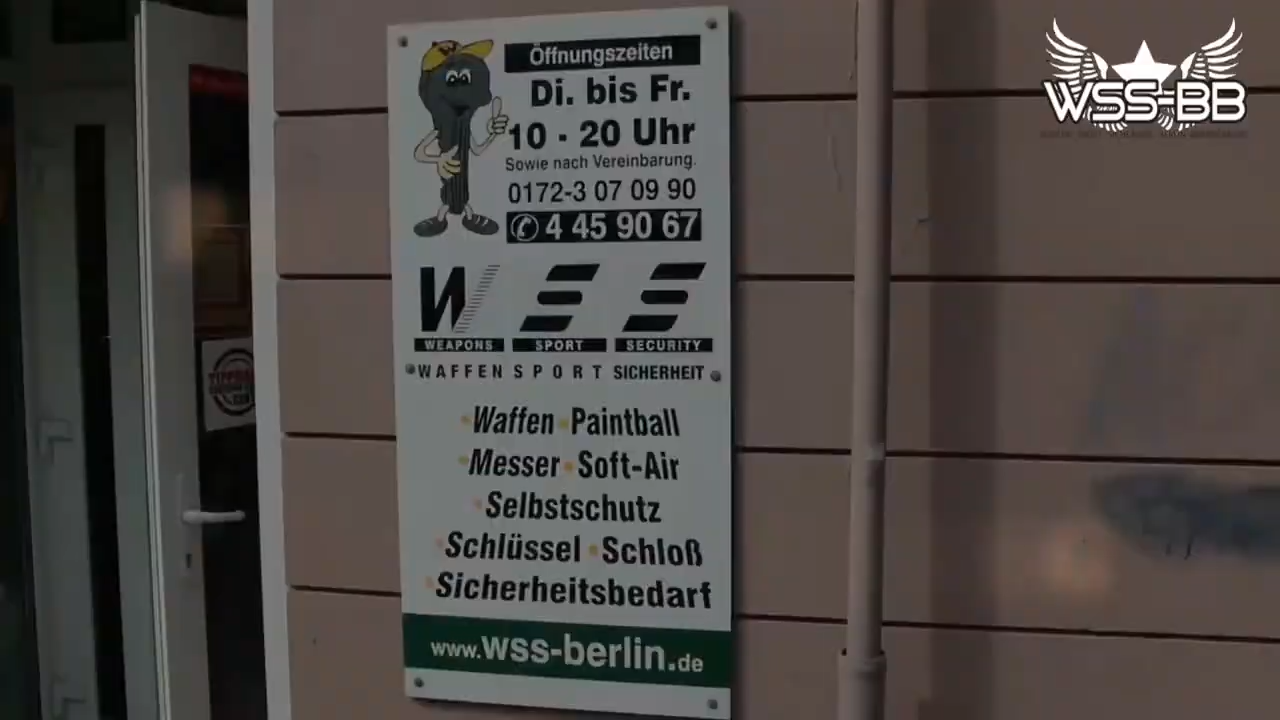 WSS-BB
Öffnungszeiten
Di. bis Fr.
10 - 20 Uhr
Sowie nach Vereinbarung.
0172-3 07 09 90
✆ 4 45 90 67
W S S
WEAPONS SPORT SECURITY
WAFFEN SPORT SICHERHEIT
• Waffen • Paintball
• Messer • Soft-Air
• Selbstschutz
• Schlüssel • Schloß
• Sicherheitsbedarf
www.wss-berlin.de